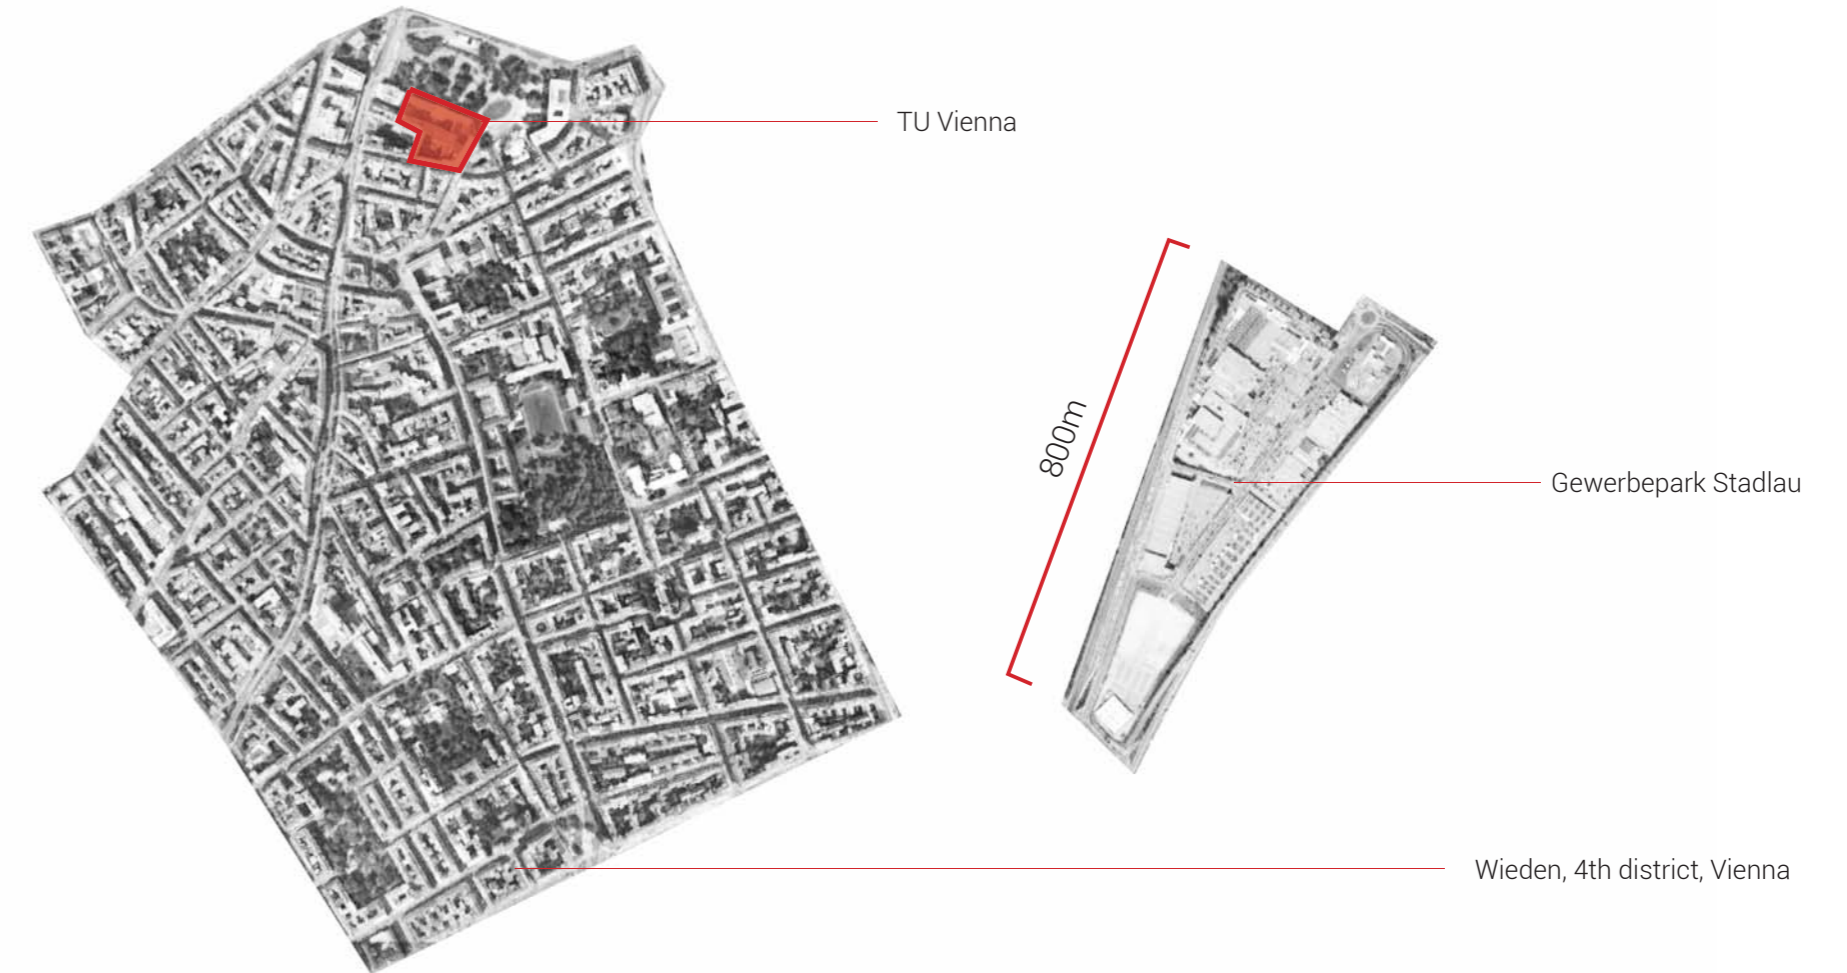 TU Vienna
800m
Gewerbepark Stadlau
Wieden, 4th district, Vienna